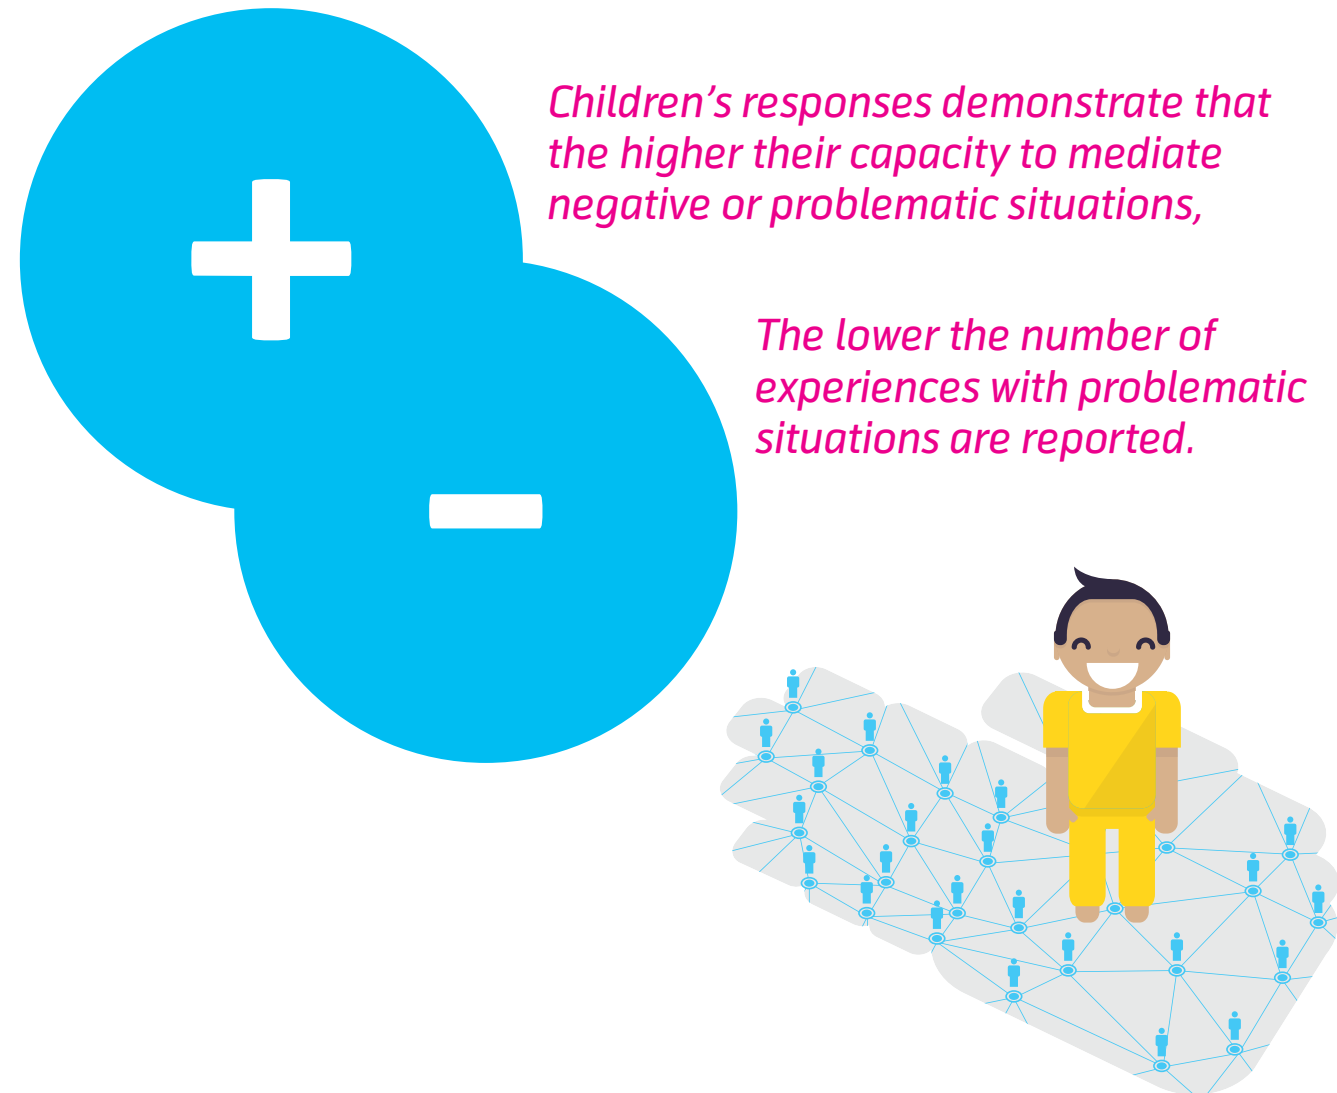 Children’s responses demonstrate that
the higher their capacity to mediate
negative or problematic situations,
The lower the number of
experiences with problematic
situations are reported.